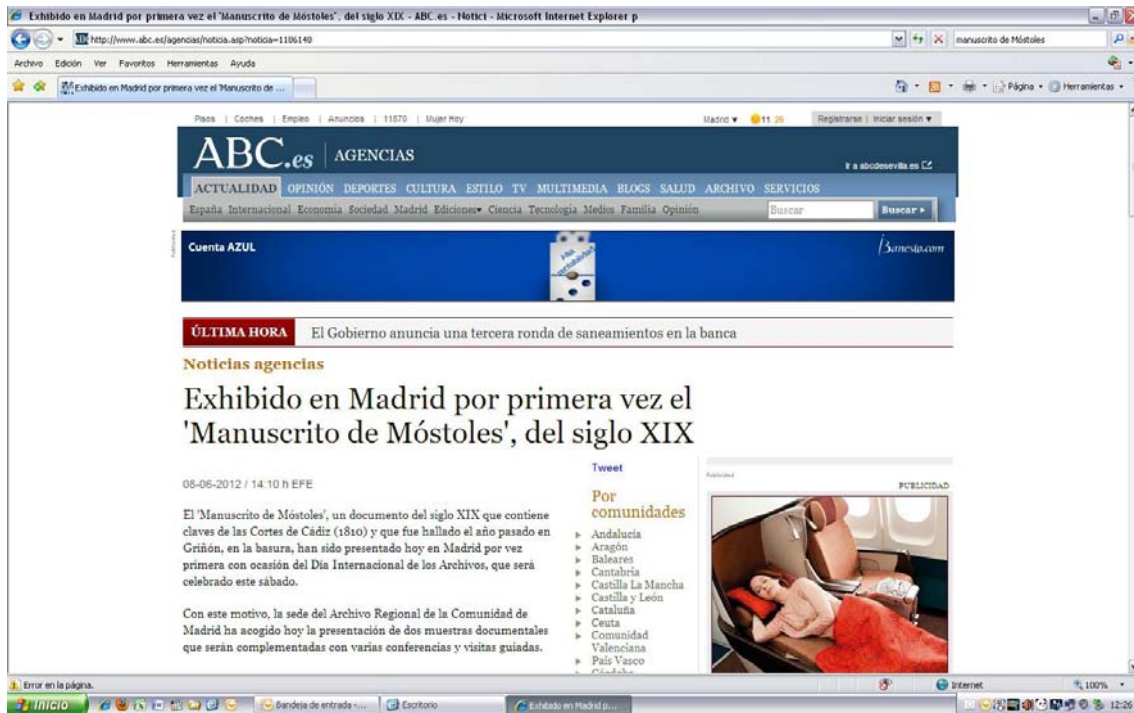 Exhibido en Madrid por primera vez el 'Manuscrito de Móstoles', del siglo XIX - ABC.es - Notici - Microsoft Internet Explorer p
http://www.abc.es/agencias/noticia.asp?noticia=1186140
manuscrito de Móstoles
Archivo Edición Ver Favoritos Herramientas Ayuda
Exhibido en Madrid por primera vez el 'Manuscrito de ...
Página Herramientas
Pisos | Coches | Empleo | Anuncios | 11870 | Mujer Hoy
Madrid 11 26 Registrarse | Iniciar sesión
ABC.es AGENCIAS
Ir a abcdesevilla.es
ACTUALIDAD OPINIÓN DEPORTES CULTURA ESTILO TV MULTIMEDIA BLOGS SALUD ARCHIVO SERVICIOS
España Internacional Economía Sociedad Madrid Ediciones Ciencia Tecnología Medios Familia Opinión
Buscar Buscar
Publicidad
Cuenta AZUL
Alta rentabilidad
Banesto.com
ÚLTIMA HORA El Gobierno anuncia una tercera ronda de saneamientos en la banca
Noticias agencias
Exhibido en Madrid por primera vez el
'Manuscrito de Móstoles', del siglo XIX
08-06-2012 / 14:10 h EFE
El 'Manuscrito de Móstoles', un documento del siglo XIX que contiene
claves de las Cortes de Cádiz (1810) y que fue hallado el año pasado en
Griñón, en la basura, han sido presentado hoy en Madrid por vez
primera con ocasión del Día Internacional de los Archivos, que será
celebrado este sábado.
Con este motivo, la sede del Archivo Regional de la Comunidad de
Madrid ha acogido hoy la presentación de dos muestras documentales
que serán complementadas con varias conferencias y visitas guiadas.
Tweet
Por
comunidades
Andalucía
Aragón
Baleares
Cantabria
Castilla La Mancha
Castilla y León
Cataluña
Ceuta
Comunidad
Valenciana
País Vasco
Córdoba
Publicidad
PUBLICIDAD
Error en la página.
Internet
100%
Inicio
Bandeja de entrada -...
Escritorio
Exhibido en Madrid p...
12:26